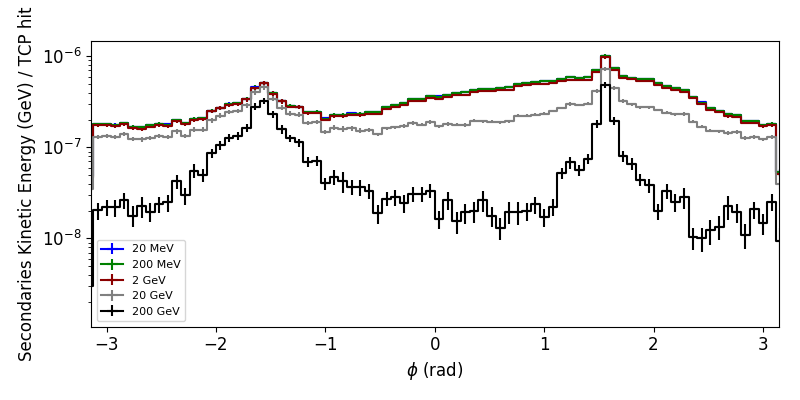 Secondaries Kinetic Energy (GeV) / TCP hit
10⁻⁶
10⁻⁷
10⁻⁸
20 MeV
200 MeV
2 GeV
20 GeV
200 GeV
−3 −2 −1 0 1 2 3
ϕ (rad)